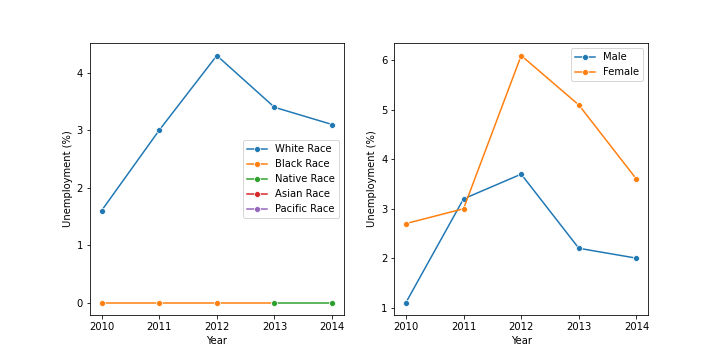 4
3
2
1
0
Unemployment (%)
2010 2011 2012 2013 2014
Year
White Race
Black Race
Native Race
Asian Race
Pacific Race
6
5
4
3
2
1
Unemployment (%)
2010 2011 2012 2013 2014
Year
Male
Female